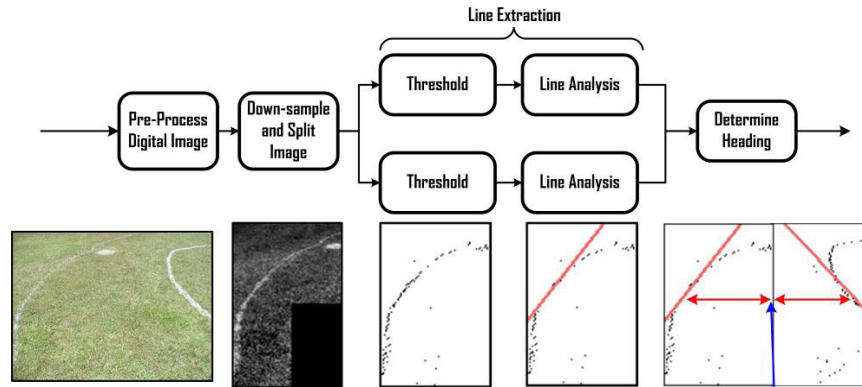 Line Extraction
Threshold
Line Analysis
Pre-Process
Digital Image
Down-sample
and Split
Image
Determine
Heading
Threshold
Line Analysis